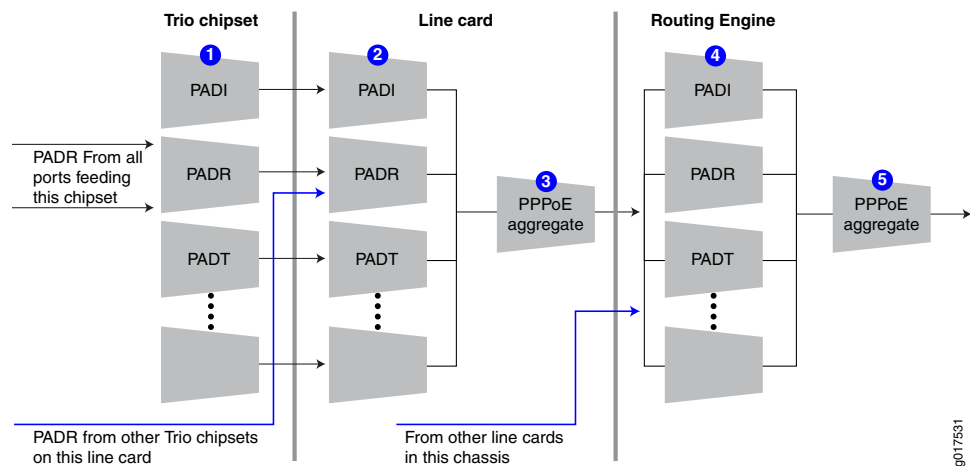 Trio chipset
Line card
Routing Engine
1
2
4
PADI
PADI
PADI
PADR From all
ports feeding
this chipset
PADR
PADR
PADR
3
PPPoE
aggregate
5
PPPoE
aggregate
PADT
PADT
PADT
PADR from other Trio chipsets
on this line card
From other line cards
in this chassis
g017531